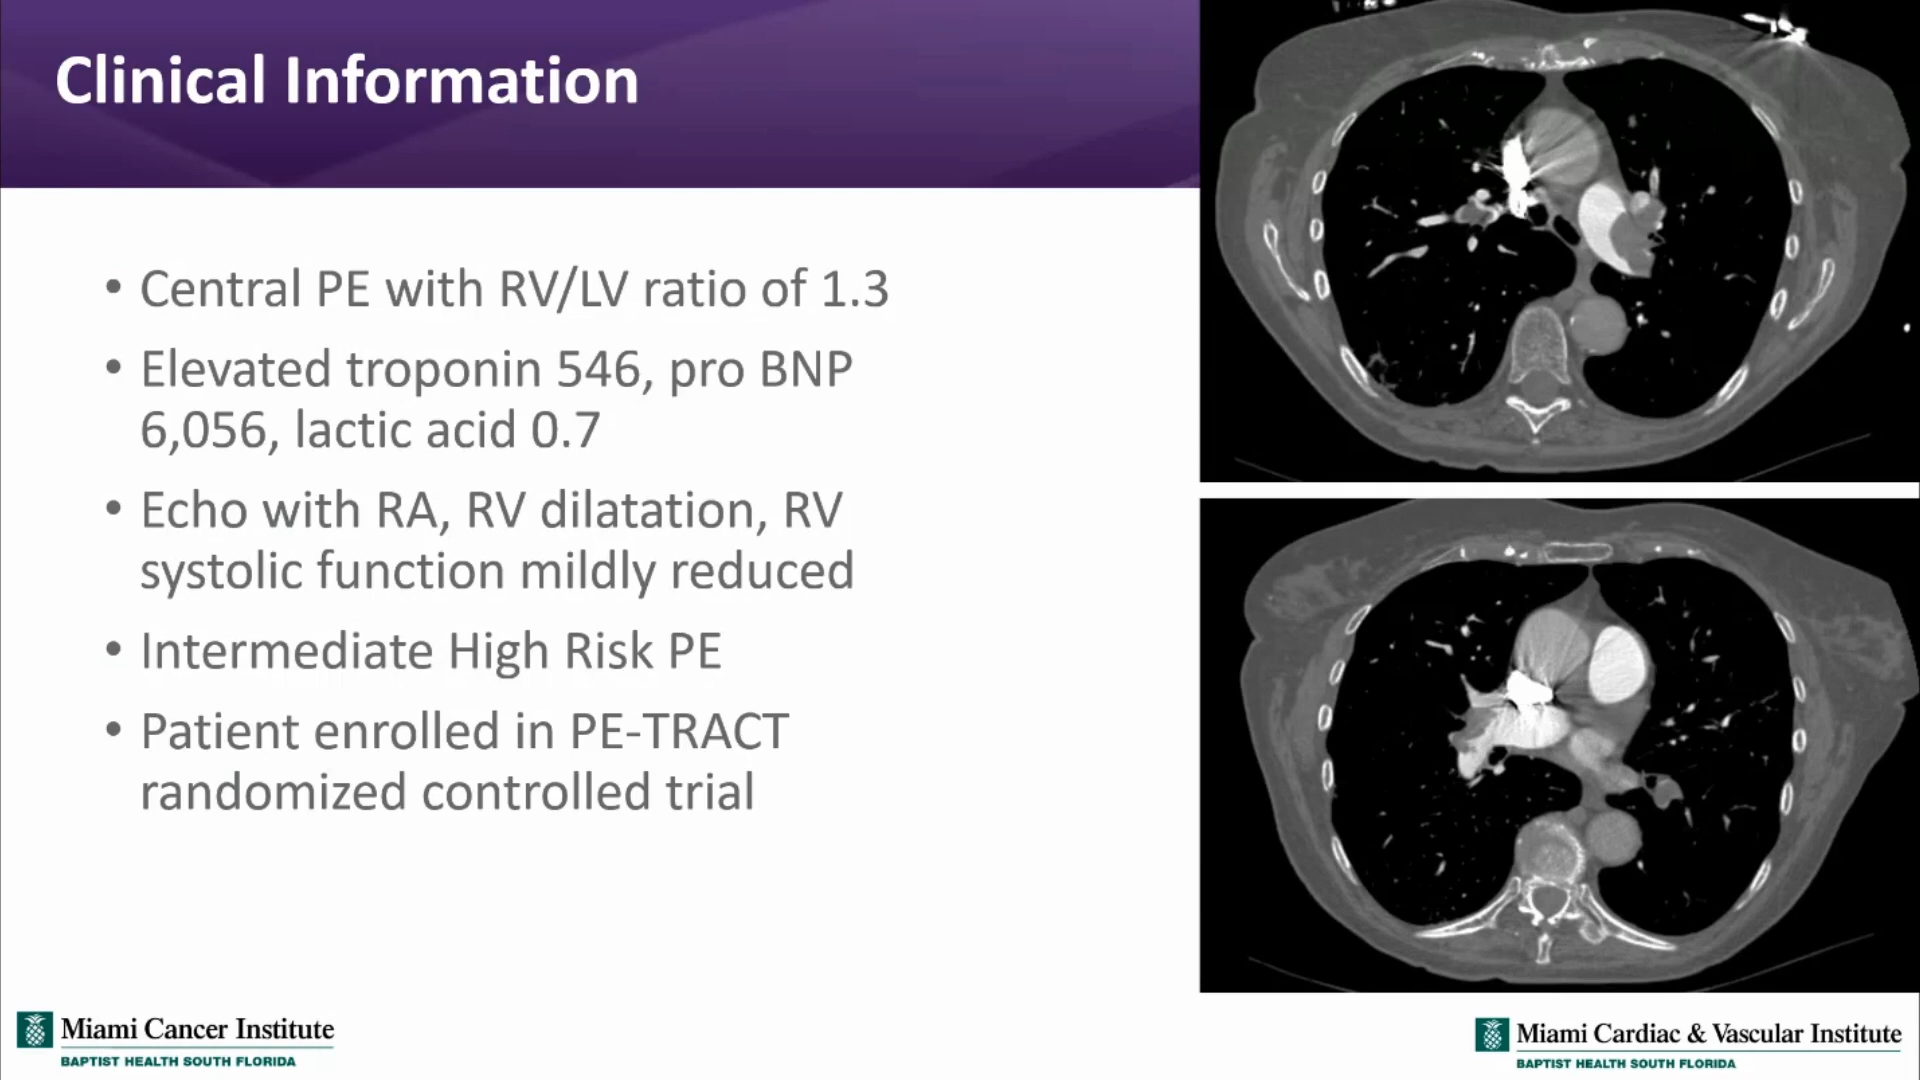 Clinical Information
• Central PE with RV/LV ratio of 1.3
• Elevated troponin 546, pro BNP
6,056, lactic acid 0.7
• Echo with RA, RV dilatation, RV
systolic function mildly reduced
• Intermediate High Risk PE
• Patient enrolled in PE-TRACT
randomized controlled trial
Miami Cancer Institute
BAPTIST HEALTH SOUTH FLORIDA
Miami Cardiac & Vascular Institute
BAPTIST HEALTH SOUTH FLORIDA